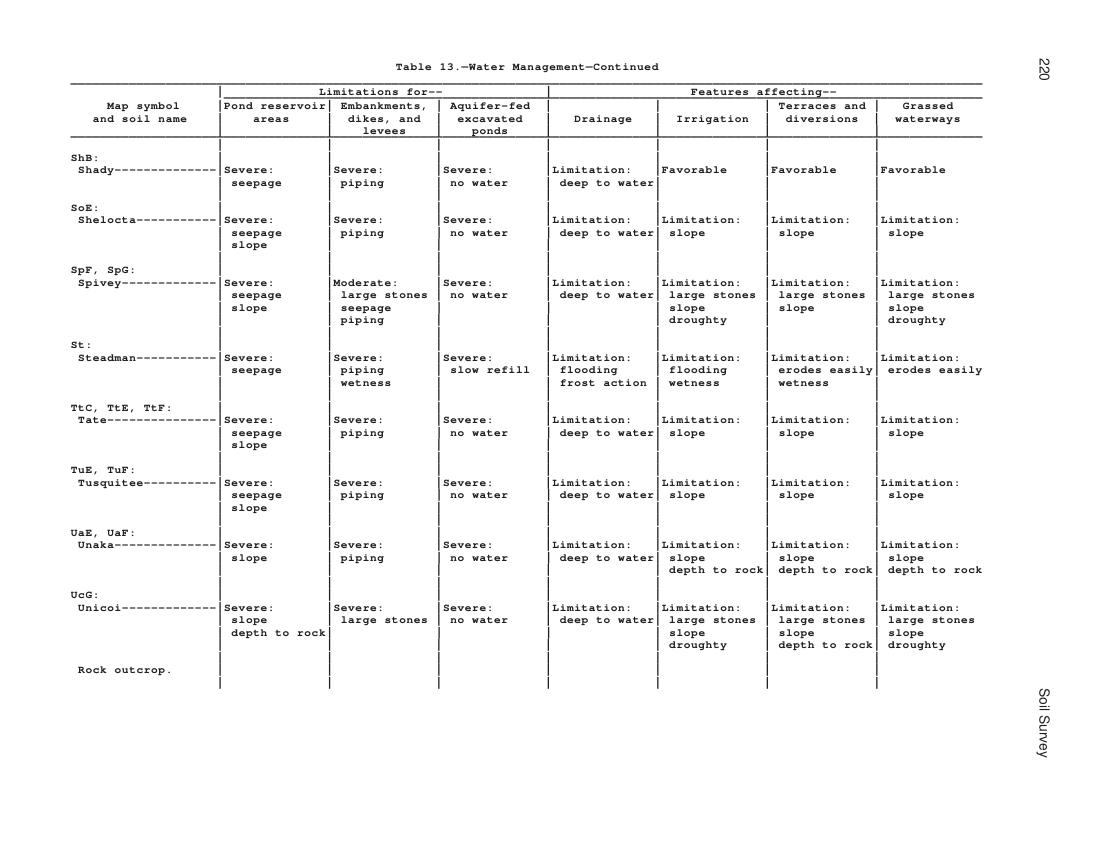 Table 13.—Water Management—Continued
220
Limitations for-- Features affecting--
Map symbol Pond reservoir Embankments, Aquifer-fed Terraces and Grassed
and soil name areas dikes, and excavated Drainage Irrigation diversions waterways
levees ponds
ShB:
Shady-------------- Severe: Severe: Severe: Limitation: Favorable Favorable Favorable
seepage piping no water deep to water
SoE:
Shelocta----------- Severe: Severe: Severe: Limitation: Limitation: Limitation: Limitation:
seepage piping no water deep to water slope slope slope
slope
SpF, SpG:
Spivey------------- Severe: Moderate: Severe: Limitation: Limitation: Limitation: Limitation:
seepage large stones no water deep to water large stones large stones large stones
slope seepage slope slope slope
piping droughty droughty
St:
Steadman----------- Severe: Severe: Severe: Limitation: Limitation: Limitation: Limitation:
seepage piping slow refill flooding flooding erodes easily erodes easily
wetness frost action wetness wetness
TtC, TtE, TtF:
Tate--------------- Severe: Severe: Severe: Limitation: Limitation: Limitation: Limitation:
seepage piping no water deep to water slope slope slope
slope
TuE, TuF:
Tusquitee---------- Severe: Severe: Severe: Limitation: Limitation: Limitation: Limitation:
seepage piping no water deep to water slope slope slope
slope
UaE, UaF:
Unaka-------------- Severe: Severe: Severe: Limitation: Limitation: Limitation: Limitation:
slope piping no water deep to water slope slope slope
depth to rock depth to rock depth to rock
UcG:
Unicoi------------- Severe: Severe: Severe: Limitation: Limitation: Limitation: Limitation:
slope large stones no water deep to water large stones large stones large stones
depth to rock slope slope slope
droughty depth to rock droughty
Rock outcrop.
Soil Survey